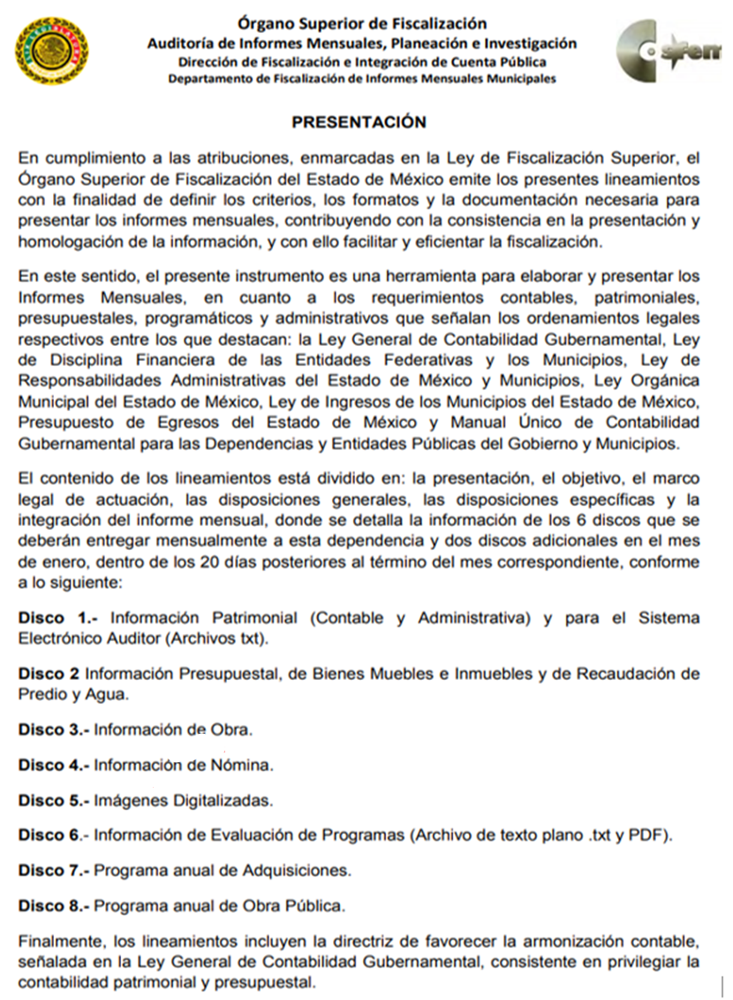 Órgano Superior de Fiscalización
Auditoría de Informes Mensuales, Planeación e Investigación
Dirección de Fiscalización e Integración de Cuenta Pública
Departamento de Fiscalización de Informes Mensuales Municipales
osfem
PRESENTACIÓN
En cumplimiento a las atribuciones, enmarcadas en la Ley de Fiscalización Superior, el
Órgano Superior de Fiscalización del Estado de México emite los presentes lineamientos
con la finalidad de definir los criterios, los formatos y la documentación necesaria para
presentar los informes mensuales, contribuyendo con la consistencia en la presentación y
homologación de la información, y con ello facilitar y eficientar la fiscalización.
En este sentido, el presente instrumento es una herramienta para elaborar y presentar los
Informes Mensuales, en cuanto a los requerimientos contables, patrimoniales,
presupuestales, programáticos y administrativos que señalan los ordenamientos legales
respectivos entre los que destacan: la Ley General de Contabilidad Gubernamental, Ley
de Disciplina Financiera de las Entidades Federativas y los Municipios, Ley de
Responsabilidades Administrativas del Estado de México y Municipios, Ley Orgánica
Municipal del Estado de México, Ley de Ingresos de los Municipios del Estado de México,
Presupuesto de Egresos del Estado de México y Manual Único de Contabilidad
Gubernamental para las Dependencias y Entidades Públicas del Gobierno y Municipios.
El contenido de los lineamientos está dividido en: la presentación, el objetivo, el marco
legal de actuación, las disposiciones generales, las disposiciones específicas y la
integración del informe mensual, donde se detalla la información de los 6 discos que se
deberán entregar mensualmente a esta dependencia y dos discos adicionales en el mes
de enero, dentro de los 20 días posteriores al término del mes correspondiente, conforme
a lo siguiente:
Disco 1.- Información Patrimonial (Contable y Administrativa) y para el Sistema
Electrónico Auditor (Archivos txt).
Disco 2 Información Presupuestal, de Bienes Muebles e Inmuebles y de Recaudación de
Predio y Agua.
Disco 3.- Información de Obra.
Disco 4.- Información de Nómina.
Disco 5.- Imágenes Digitalizadas.
Disco 6.- Información de Evaluación de Programas (Archivo de texto plano .txt y PDF).
Disco 7.- Programa anual de Adquisiciones.
Disco 8.- Programa anual de Obra Pública.
Finalmente, los lineamientos incluyen la directriz de favorecer la armonización contable,
señalada en la Ley General de Contabilidad Gubernamental, consistente en privilegiar la
contabilidad patrimonial y presupuestal.